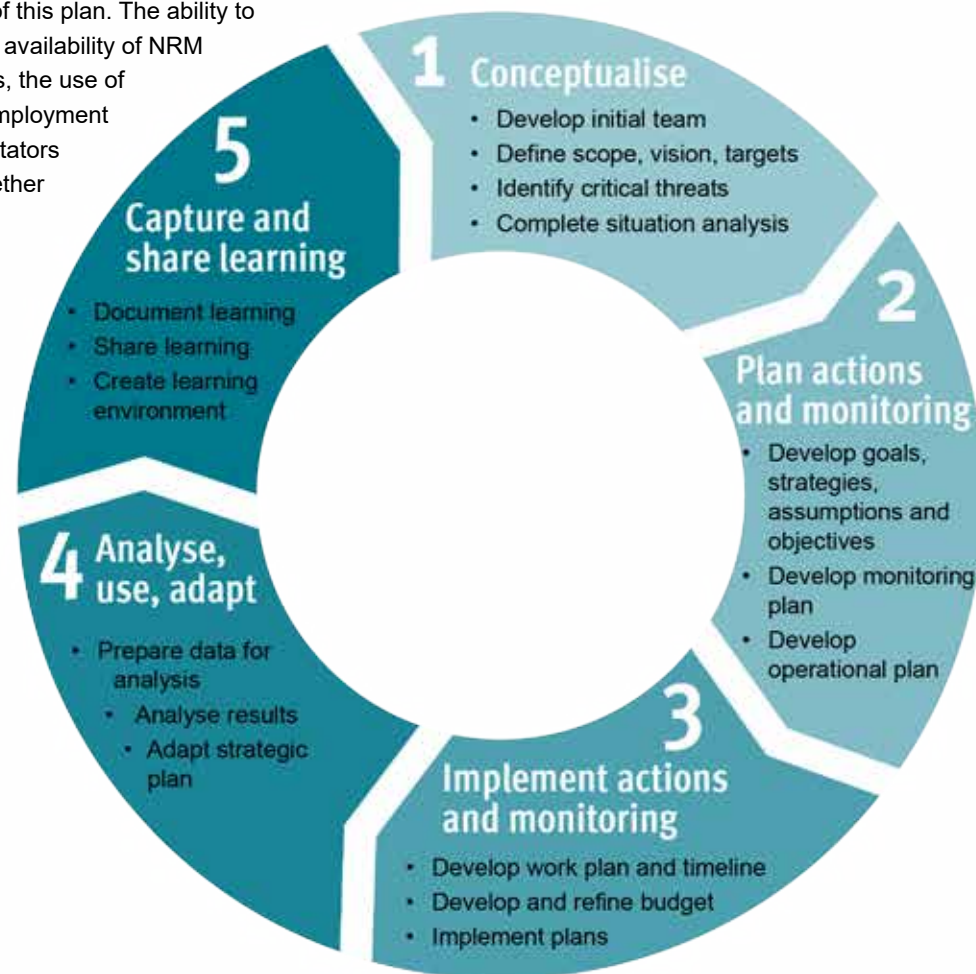 of this plan. The ability to
availability of NRM
s, the use of
mployment
tators
ether
1 Conceptualise
• Develop initial team
• Define scope, vision, targets
• Identify critical threats
• Complete situation analysis
2
Plan actions
and monitoring
• Develop goals,
strategies,
assumptions and
objectives
• Develop monitoring
plan
• Develop
operational plan
3
Implement actions
and monitoring
• Develop work plan and timeline
• Develop and refine budget
• Implement plans
4 Analyse,
use, adapt
• Prepare data for
analysis
• Analyse results
• Adapt strategic
plan
5
Capture and
share learning
• Document learning
• Share learning
• Create learning
environment